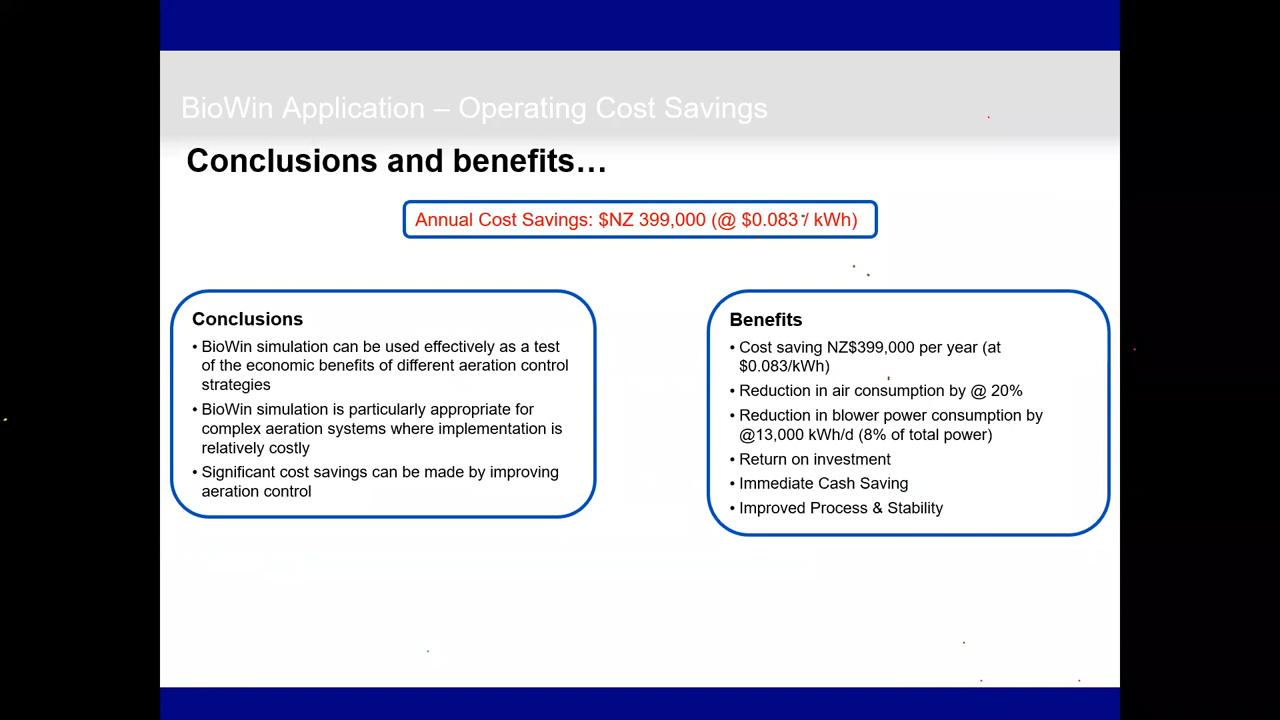 BioWin Application – Operating Cost Savings
Conclusions and benefits…
Annual Cost Savings: $NZ 399,000 (@ $0.083 / kWh)
Conclusions
• BioWin simulation can be used effectively as a test
of the economic benefits of different aeration control
strategies
• BioWin simulation is particularly appropriate for
complex aeration systems where implementation is
relatively costly
• Significant cost savings can be made by improving
aeration control
Benefits
• Cost saving NZ$399,000 per year (at
$0.083/kWh)
• Reduction in air consumption by @ 20%
• Reduction in blower power consumption by
@13,000 kWh/d (8% of total power)
• Return on investment
• Immediate Cash Saving
• Improved Process & Stability